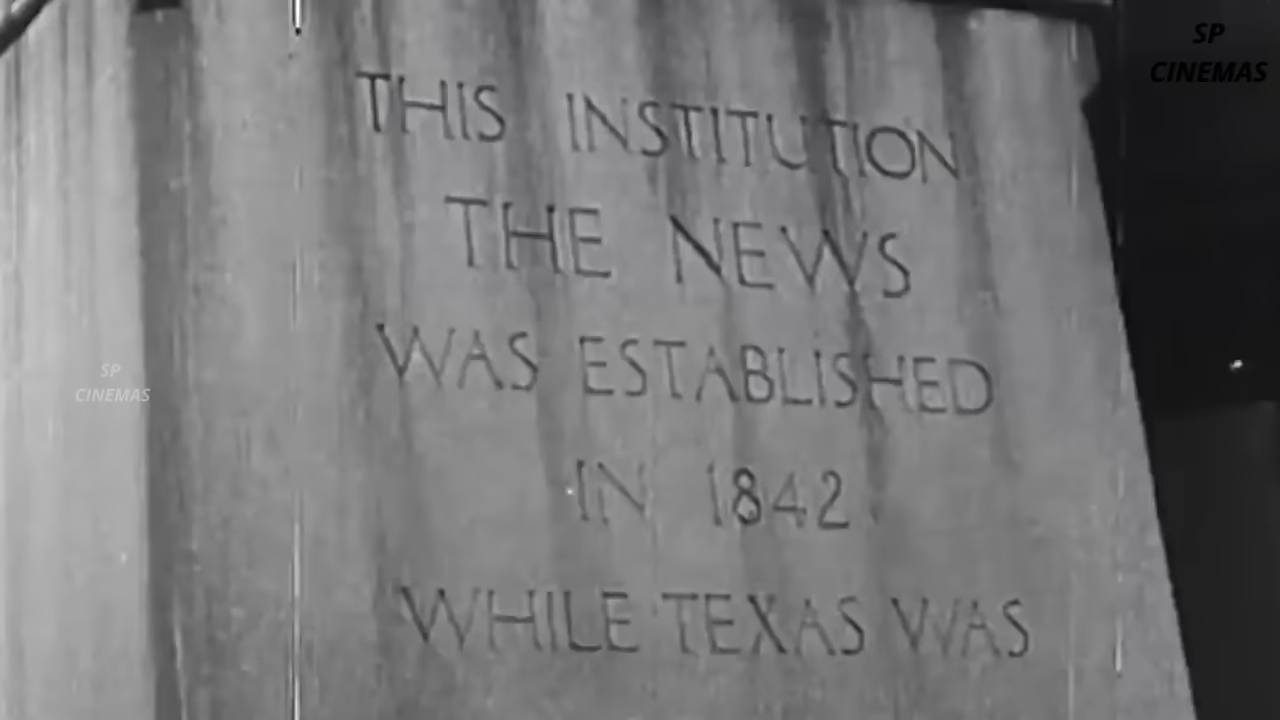 SP
CINEMAS
THIS INSTITUTION
THE NEWS
WAS ESTABLISHED
IN 1842
WHILE TEXAS WAS
SP
CINEMAS